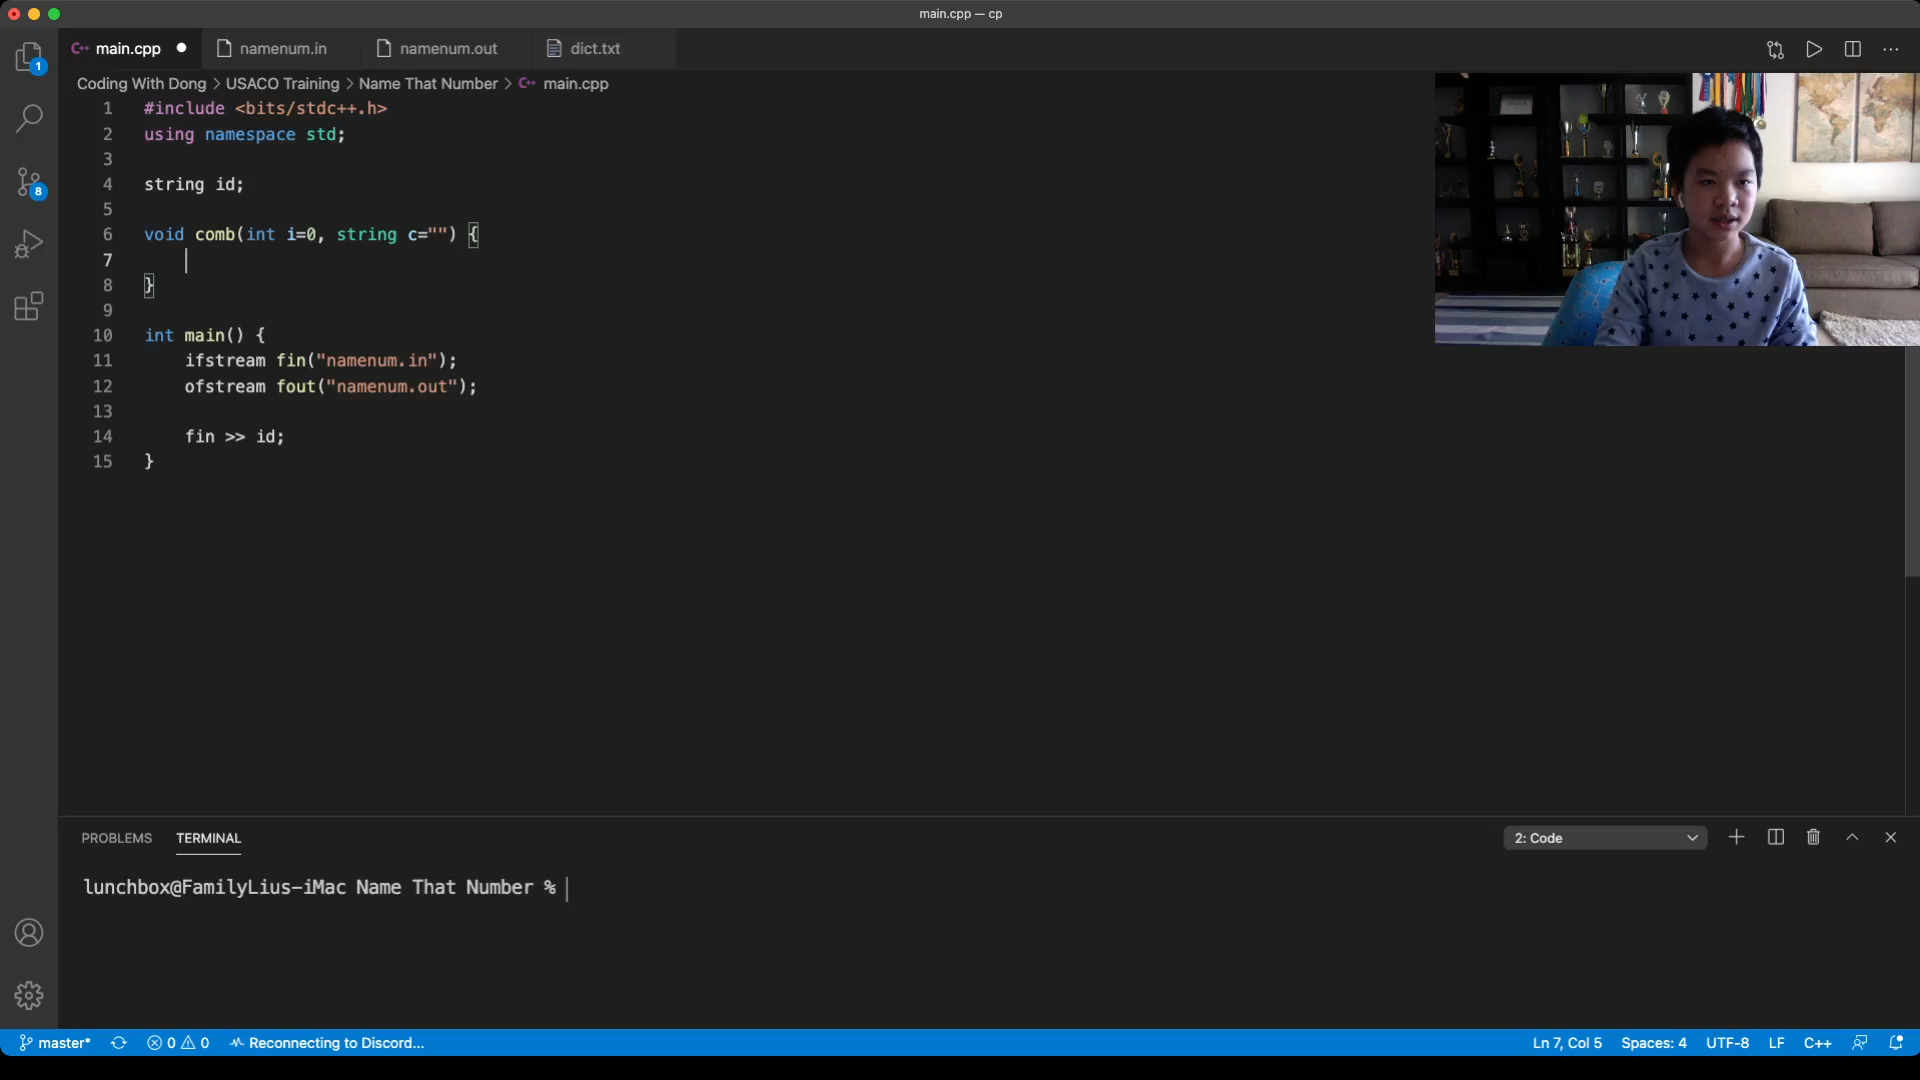 main.cpp — cp
main.cpp
namenum.in
namenum.out
dict.txt
1
8
Coding With Dong > USACO Training > Name That Number > main.cpp
1 #include <bits/stdc++.h>
2 using namespace std;
3
4 string id;
5
6 void comb(int i=0, string c="") {
7
8 }
9
10 int main() {
11 ifstream fin("namenum.in");
12 ofstream fout("namenum.out");
13
14 fin >> id;
15 }
PROBLEMS TERMINAL
2: Code
lunchbox@FamilyLius-iMac Name That Number %
master* 0 0 Reconnecting to Discord...
Ln 7, Col 5 Spaces: 4 UTF-8 LF C++